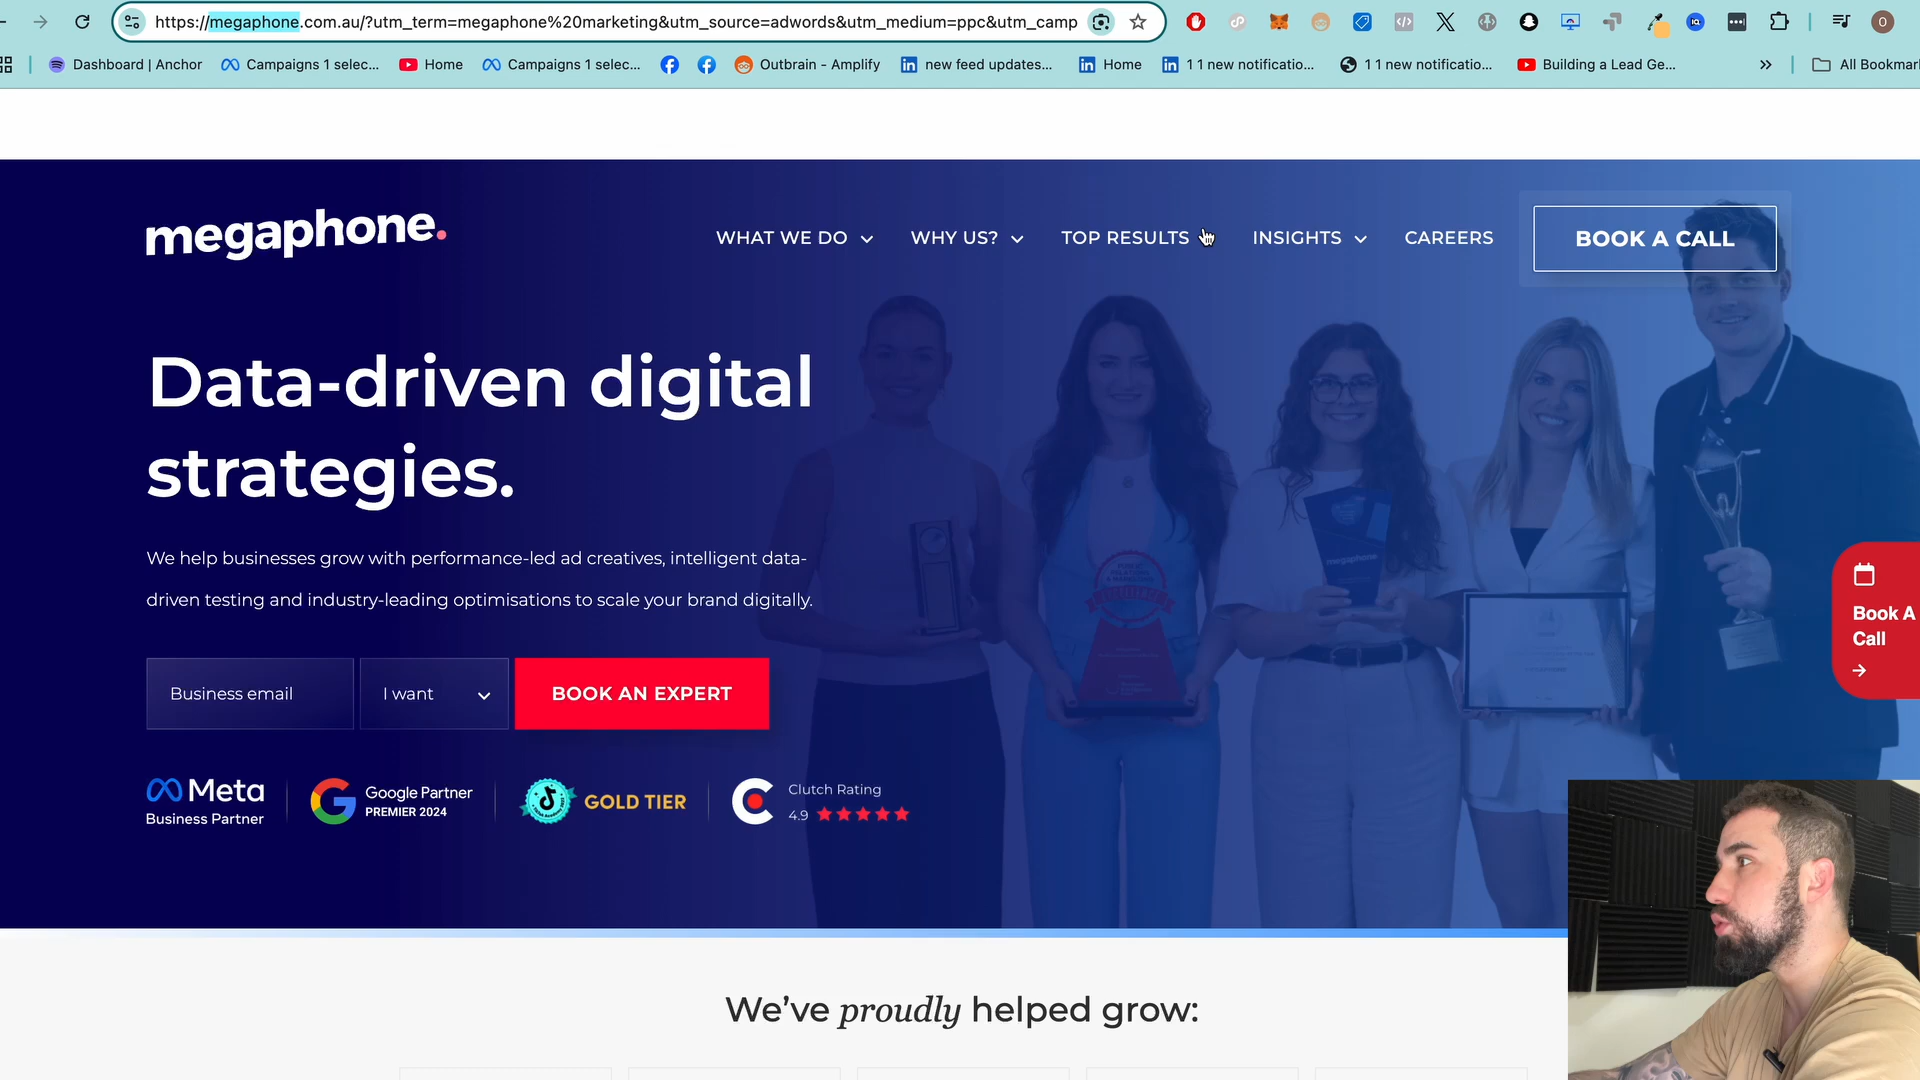 https://megaphone.com.au/?utm_term=megaphone%20marketing&utm_source=adwords&utm_medium=ppc&utm_camp
Dashboard | Anchor
Campaigns 1 selec...
Home
Campaigns 1 selec...
Outbrain - Amplify
new feed updates...
Home
1 1 new notificatio...
1 1 new notificatio...
Building a Lead Ge...
All Bookmar
megaphone.
WHAT WE DO
WHY US?
TOP RESULTS
INSIGHTS
CAREERS
BOOK A CALL
Data-driven digital
strategies.
We help businesses grow with performance-led ad creatives, intelligent data-
driven testing and industry-leading optimisations to scale your brand digitally.
Business email
I want
BOOK AN EXPERT
Book A
Call
Meta
Business Partner
Google Partner
PREMIER 2024
GOLD TIER
Clutch Rating
4.9
We've proudly helped grow: